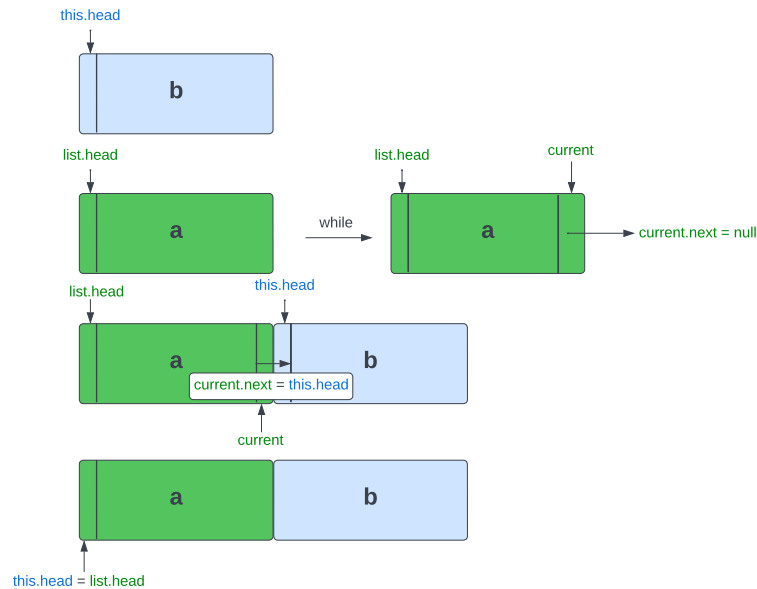 this.head
b
list.head
a
while
list.head
current
a
current.next = null
list.head
this.head
a
b
current.next = this.head
current
a
b
this.head = list.head